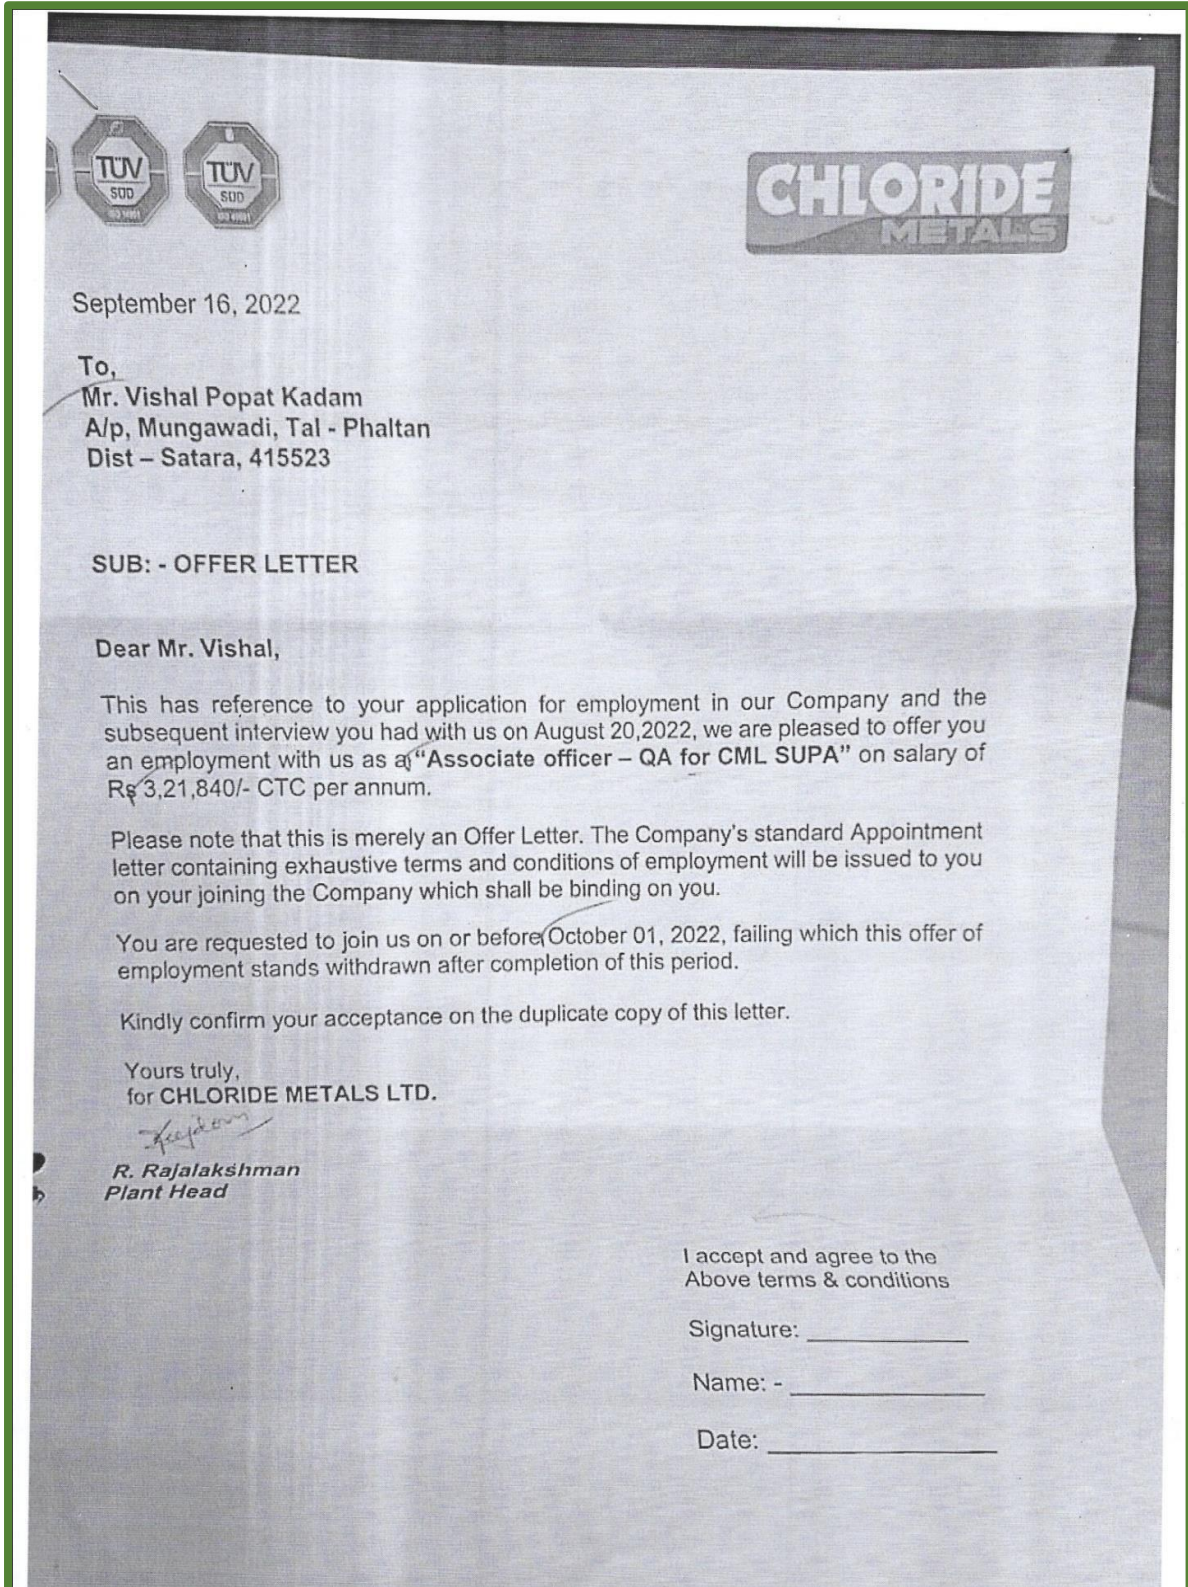 TÜV
SÜD
ISO 14001
TÜV
SÜD
CHLORIDE
METALS
September 16, 2022
To,
Mr. Vishal Popat Kadam
A/p, Mungawadi, Tal - Phaltan
Dist – Satara, 415523
SUB: - OFFER LETTER
Dear Mr. Vishal,
This has reference to your application for employment in our Company and the
subsequent interview you had with us on August 20,2022, we are pleased to offer you
an employment with us as a “Associate officer – QA for CML SUPA” on salary of
Rs 3,21,840/- CTC per annum.
Please note that this is merely an Offer Letter. The Company's standard Appointment
letter containing exhaustive terms and conditions of employment will be issued to you
on your joining the Company which shall be binding on you.
You are requested to join us on or before October 01, 2022, failing which this offer of
employment stands withdrawn after completion of this period.
Kindly confirm your acceptance on the duplicate copy of this letter.
Yours truly,
for CHLORIDE METALS LTD.
R. Rajalakshman
Plant Head
I accept and agree to the
Above terms & conditions
Signature:
Name: -
Date: